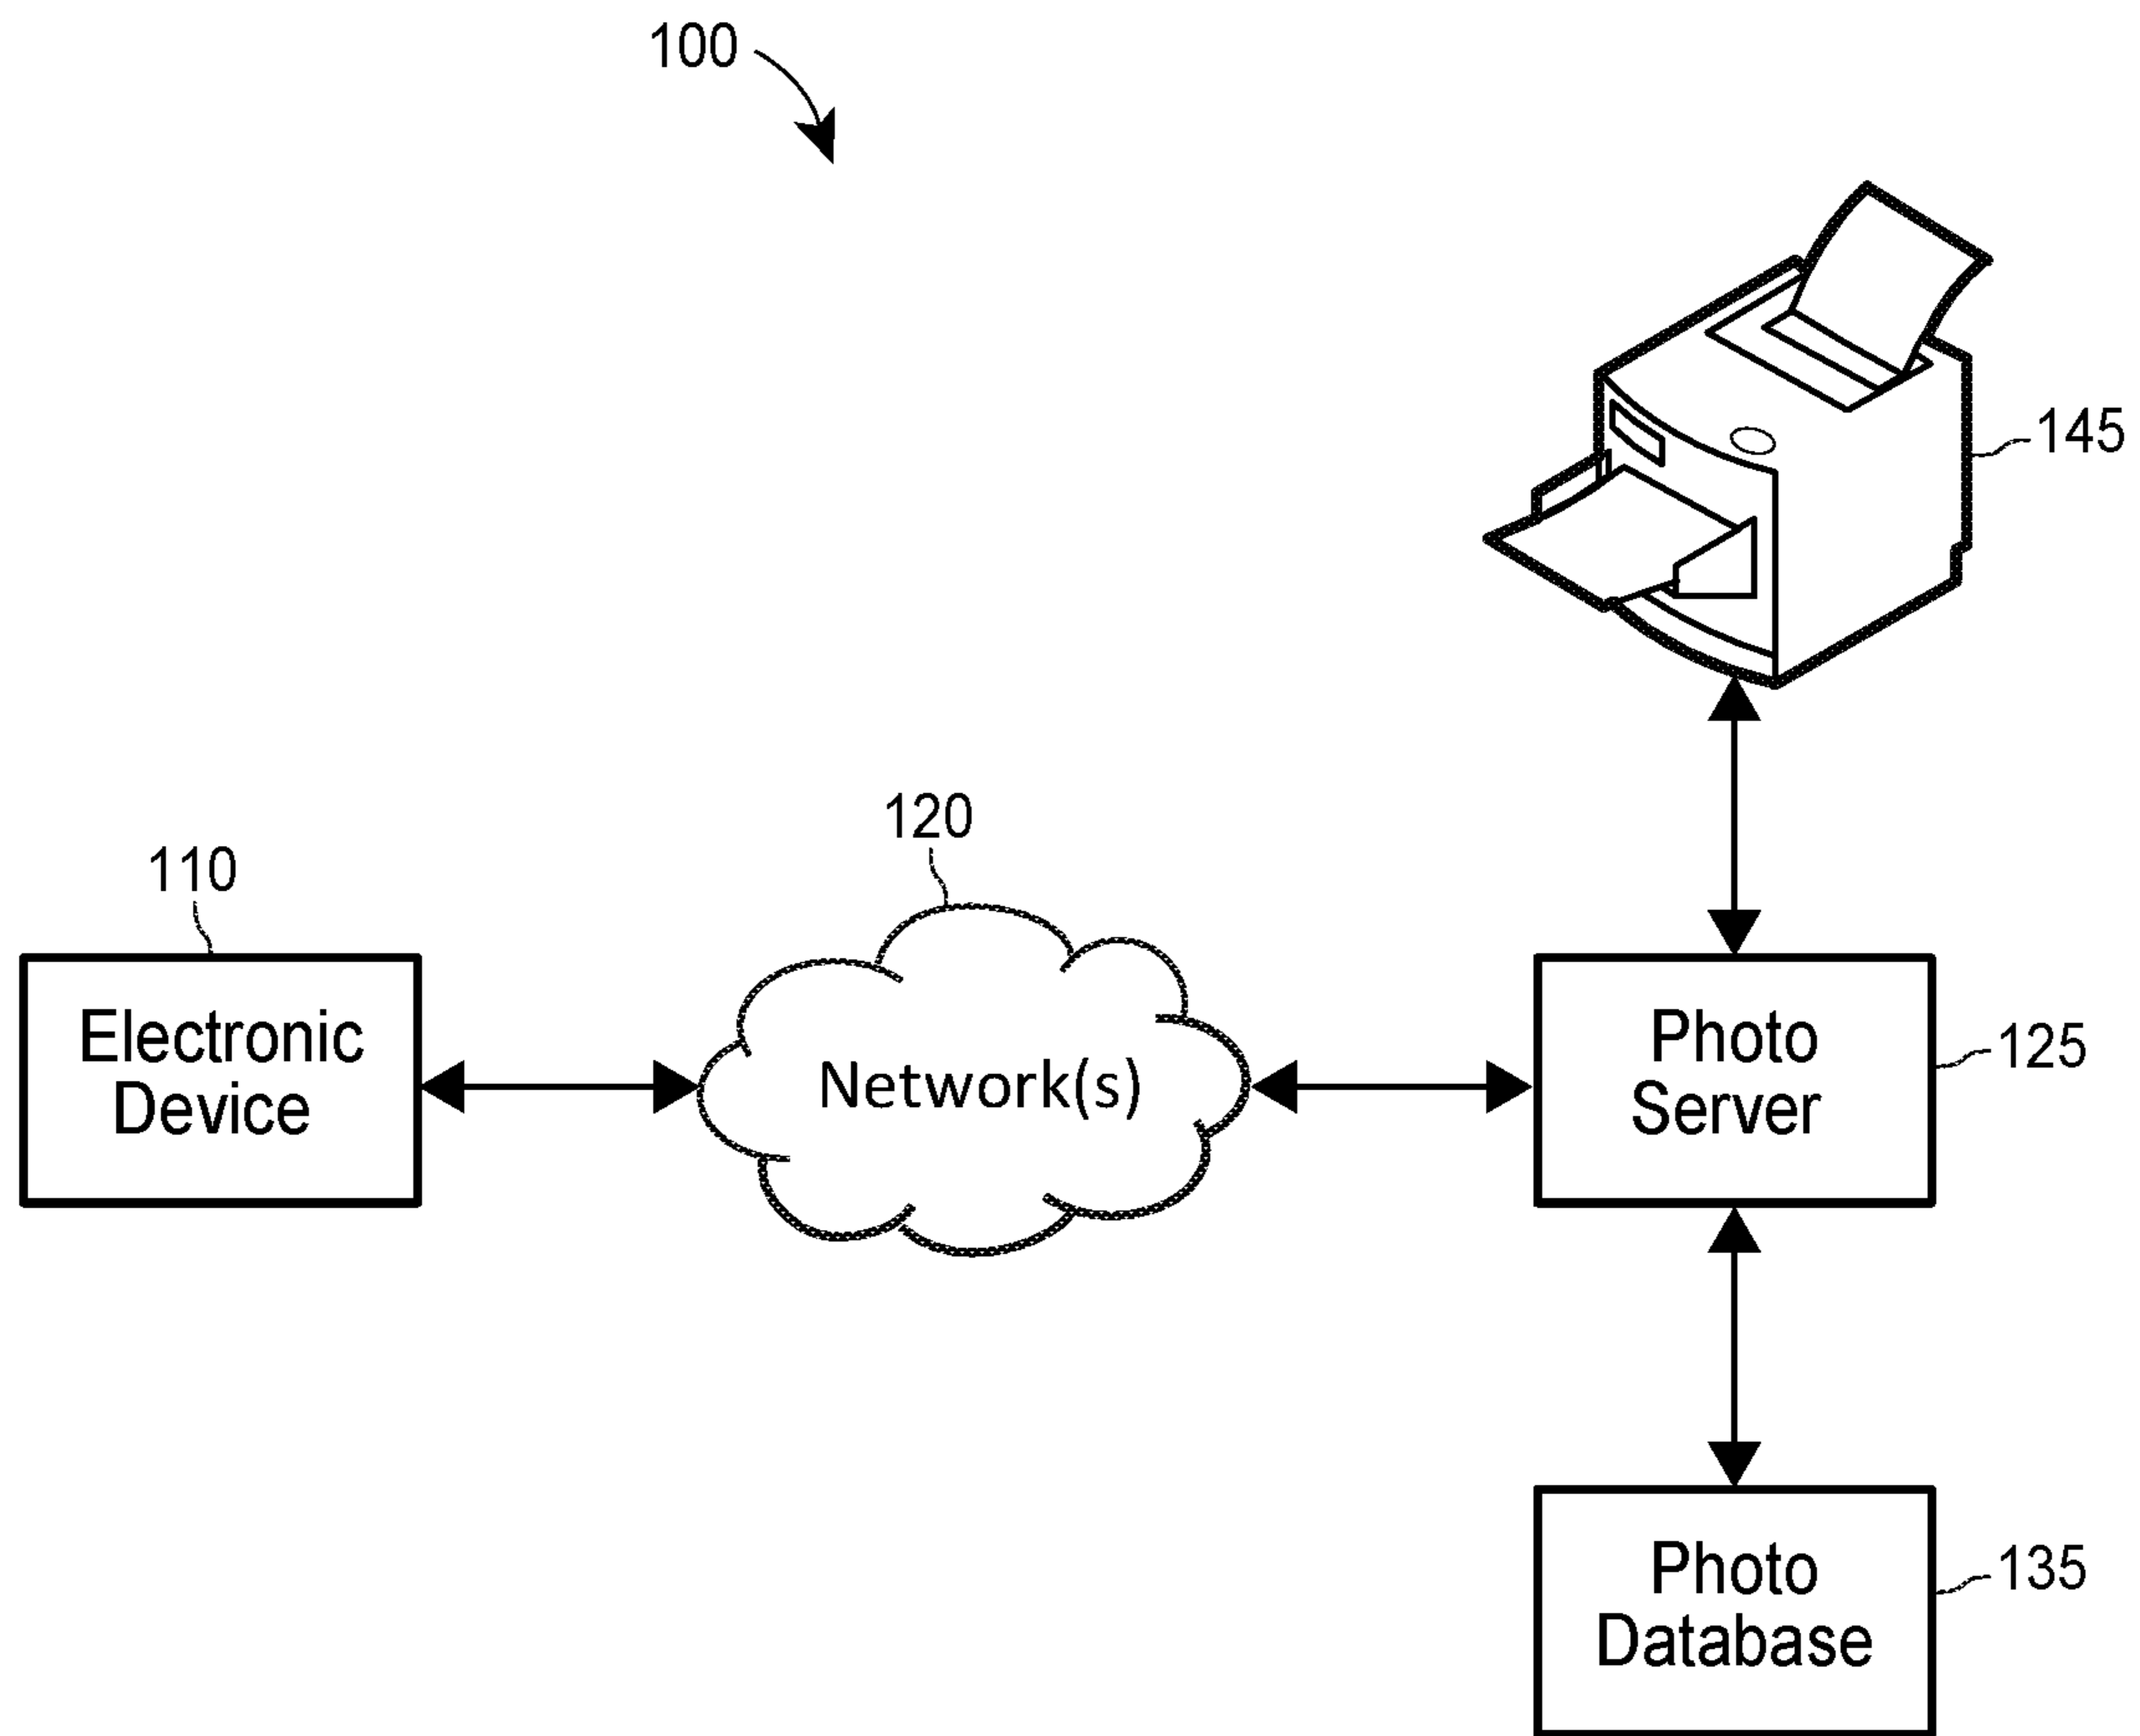 100
145
120
110
Electronic
Device
Network(s)
Photo
Server
125
Photo
Database
135